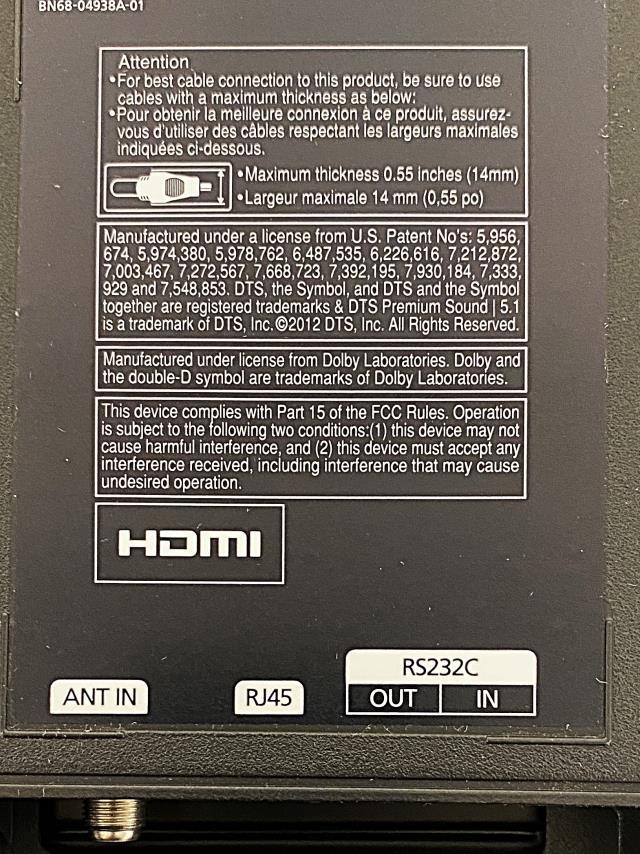 BN68-04938A-01
Attention
•For best cable connection to this product, be sure to use
cables with a maximum thickness as below:
•Pour obtenir la meilleure connexion à ce produit, assurez-
vous d'utiliser des câbles respectant les largeurs maximales
indiquées ci-dessous.
•Maximum thickness 0.55 inches (14mm)
•Largeur maximale 14 mm (0,55 po)
Manufactured under a license from U.S. Patent No's: 5,956,
674, 5,974,380, 5,978,762, 6,487,535, 6,226,616, 7,212,872,
7,003,467, 7,272,567, 7,668,723, 7,392,195, 7,930,184, 7,333,
929 and 7,548,853. DTS, the Symbol, and DTS and the Symbol
together are registered trademarks & DTS Premium Sound | 5.1
is a trademark of DTS, Inc.©2012 DTS, Inc. All Rights Reserved.
Manufactured under license from Dolby Laboratories. Dolby and
the double-D symbol are trademarks of Dolby Laboratories.
This device complies with Part 15 of the FCC Rules. Operation
is subject to the following two conditions:(1) this device may not
cause harmful interference, and (2) this device must accept any
interference received, including interference that may cause
undesired operation.
HDMI
RS232C
ANT IN RJ45 OUT IN